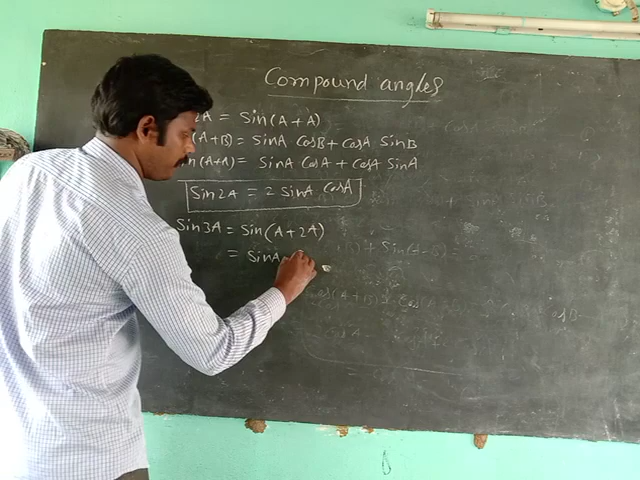 Compound angles
2A = Sin(A+A)
(A+B) = SinA CosB + CosA SinB
in(A+A) = SinA CosA + CosA SinA
Sin2A = 2 SinA CosA
Sin3A = Sin(A+2A)
= SinA